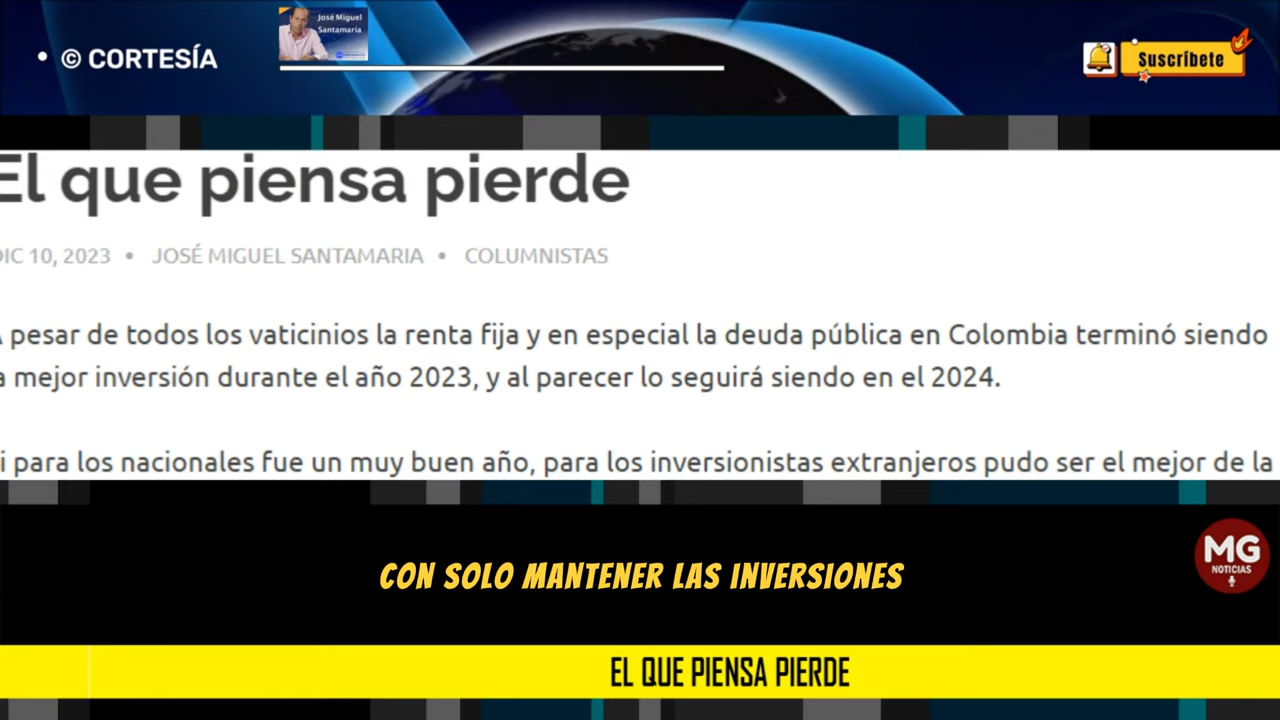 • © CORTESÍA
José Miguel
Santamaría
Suscríbete
El que piensa pierde
DIC 10, 2023 • JOSÉ MIGUEL SANTAMARIA • COLUMNISTAS
pesar de todos los vaticinios la renta fija y en especial la deuda pública en Colombia terminó siendo
a mejor inversión durante el año 2023, y al parecer lo seguirá siendo en el 2024.
i para los nacionales fue un muy buen año, para los inversionistas extranjeros pudo ser el mejor de la
CON SOLO MANTENER LAS INVERSIONES
MG
NOTICIAS
EL QUE PIENSA PIERDE